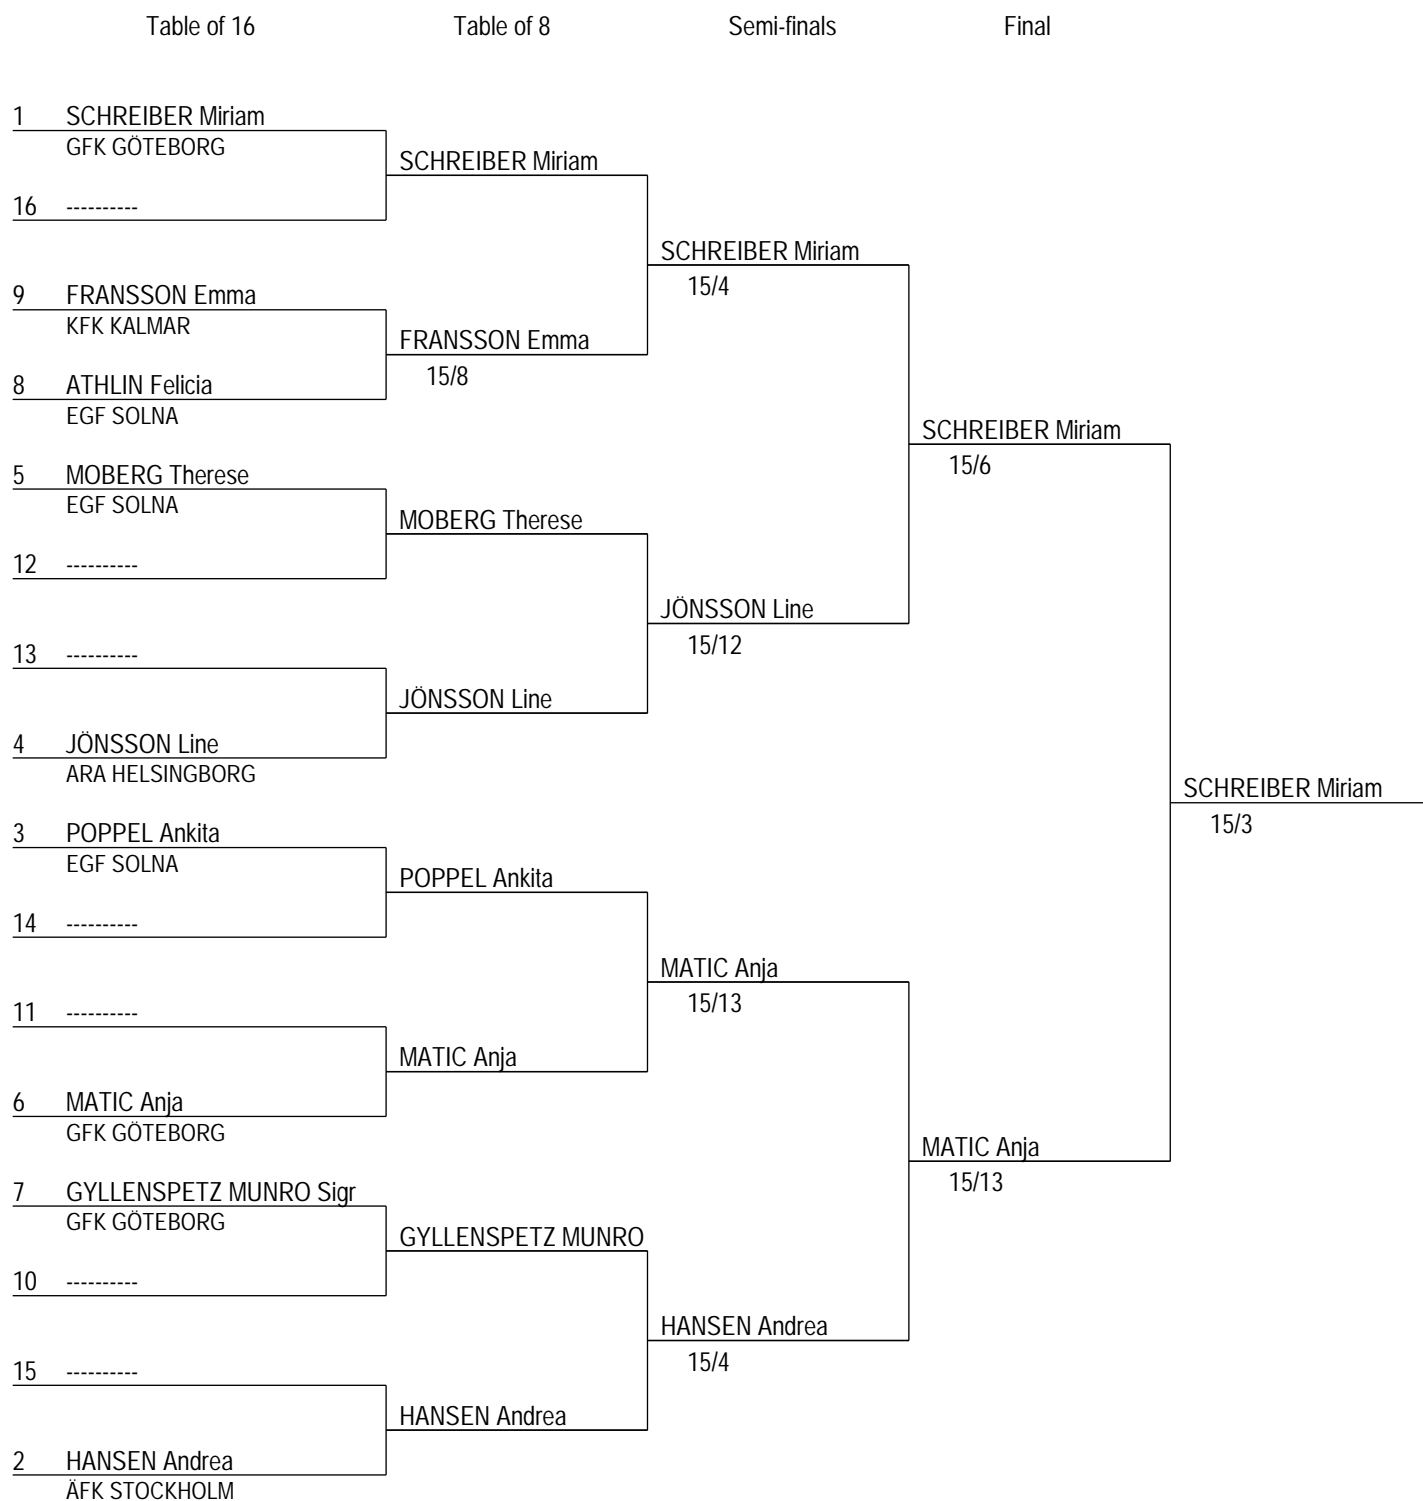 Table of 16 Table of 8 Semi-finals Final
1 SCHREIBER Miriam
GFK GÖTEBORG
SCHREIBER Miriam
16 ----------
SCHREIBER Miriam
15/4
9 FRANSSON Emma
KFK KALMAR
FRANSSON Emma
15/8
8 ATHLIN Felicia
EGF SOLNA
SCHREIBER Miriam
15/6
5 MOBERG Therese
EGF SOLNA
MOBERG Therese
12 ----------
JÖNSSON Line
15/12
13 ----------
JÖNSSON Line
4 JÖNSSON Line
ARA HELSINGBORG
SCHREIBER Miriam
15/3
3 POPPEL Ankita
EGF SOLNA
POPPEL Ankita
14 ----------
MATIC Anja
15/13
11 ----------
MATIC Anja
6 MATIC Anja
GFK GÖTEBORG
MATIC Anja
15/13
7 GYLLENSPETZ MUNRO Sigr
GFK GÖTEBORG
GYLLENSPETZ MUNRO
10 ----------
HANSEN Andrea
15/4
15 ----------
HANSEN Andrea
2 HANSEN Andrea
ÄFK STOCKHOLM